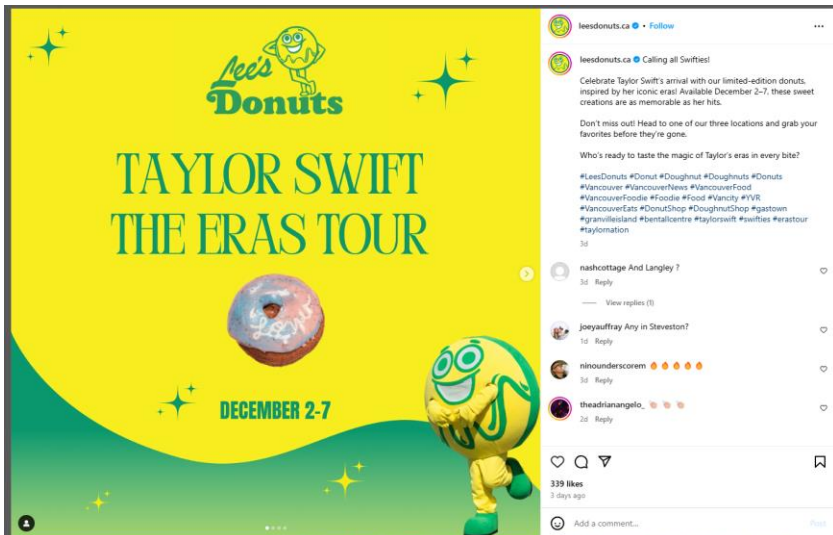 Lee's
Donuts
TAYLOR SWIFT
THE ERAS TOUR
DECEMBER 2-7
leesdonuts.ca • Follow
leesdonuts.ca Calling all Swifties!
Celebrate Taylor Swift's arrival with our limited-edition donuts,
inspired by her iconic eras! Available December 2–7, these sweet
creations are as memorable as her hits.
Don't miss out! Head to one of our three locations and grab your
favorites before they're gone.
Who's ready to taste the magic of Taylor's eras in every bite?
#LeesDonuts #Donut #Doughnut #Doughnuts #Donuts
#Vancouver #VancouverNews #VancouverFood
#VancouverFoodie #Foodie #Food #Vancity #YVR
#VancouverEats #DonutShop #DoughnutShop #gastown
#granvilleisland #bentallcentre #taylorswift #swifties #erastour
#taylornation
3d
nashcottage And Langley ?
3d Reply
View replies (1)
joeyauffray Any in Steveston?
1d Reply
ninounderscorem 🔥🔥🔥🔥🔥
3d Reply
theadrianangelo_ 👏🏻👏🏻👏🏻
2d Reply
339 likes
3 days ago
Add a comment...
Post